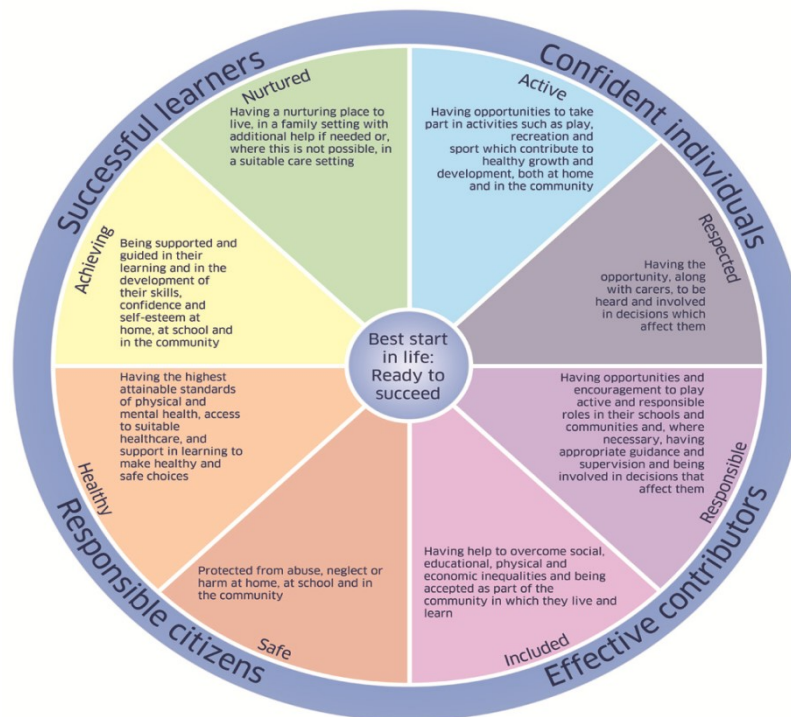 Successful learners
Confident individuals
Nurtured
Having a nurturing place to
live, in a family setting with
additional help if needed or,
where this is not possible, in
a suitable care setting
Active
Having opportunities to take
part in activities such as play,
recreation and
sport which contribute to
healthy growth and
development, both at home
and in the community
Respected
Having the
opportunity, along
with carers, to be
heard and involved
in decisions which
affect them
Responsible
Having opportunities and
encouragement to play
active and responsible
roles in their schools and
communities and, where
necessary, having
appropriate guidance and
supervision and being
involved in decisions that
affect them
Included
Having help to overcome social,
educational, physical and
economic inequalities and being
accepted as part of the
community in which they live and
learn
Safe
Protected from abuse, neglect or
harm at home, at school and in
the community
Healthy
Having the highest
attainable standards
of physical and
mental health, access
to suitable
healthcare, and
support in learning to
make healthy and
safe choices
Achieving
Being supported and
guided in their
learning and in the
development of
their skills,
confidence and
self-esteem at
home, at school and
in the community
Best start
in life:
Ready to
succeed
Responsible citizens
Effective contributors